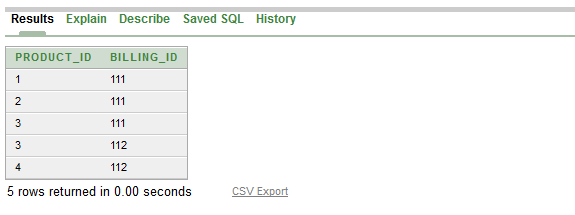 Results Explain Describe Saved SQL History
PRODUCT_ID BILLING_ID
1 111
2 111
3 111
3 112
4 112
5 rows returned in 0.00 seconds CSV Export